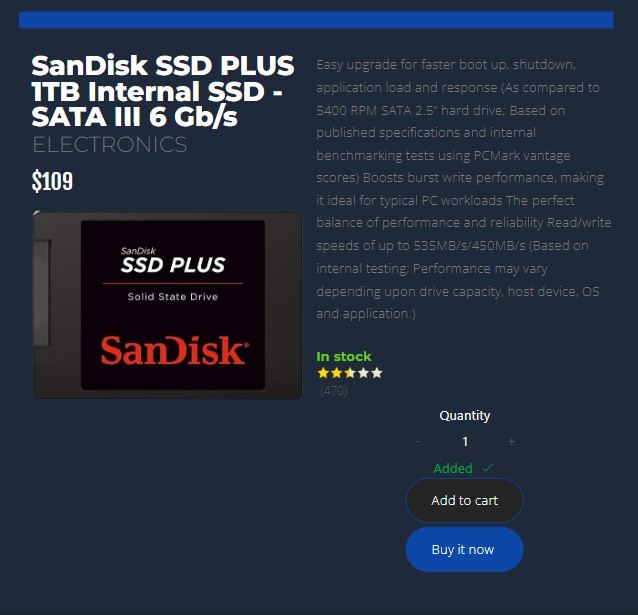 SanDisk SSD PLUS
1TB Internal SSD -
SATA III 6 Gb/s
ELECTRONICS
$109
SanDisk
SSD PLUS
Solid State Drive
SanDisk®
Easy upgrade for faster boot up, shutdown,
application load and response (As compared to
5400 RPM SATA 2.5” hard drive; Based on
published specifications and internal
benchmarking tests using PCMark vantage
scores) Boosts burst write performance, making
it ideal for typical PC workloads The perfect
balance of performance and reliability Read/write
speeds of up to 535MB/s/450MB/s (Based on
internal testing; Performance may vary
depending upon drive capacity, host device, OS
and application.)
In stock
(470)
Quantity
- 1 +
Added
Add to cart
Buy it now